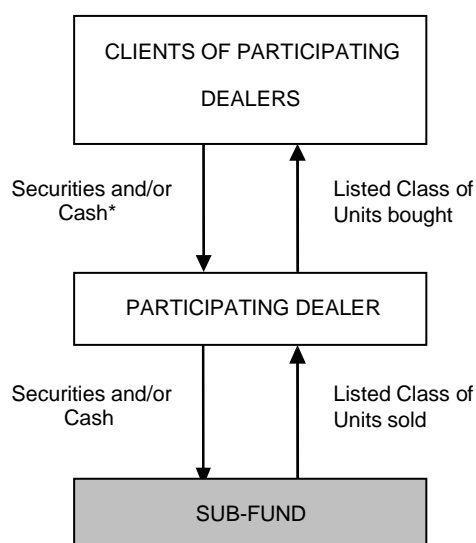 CLIENTS OF PARTICIPATING
DEALERS
Securities and/or
Cash*
Listed Class of
Units bought
PARTICIPATING DEALER
Securities and/or
Cash
Listed Class of
Units sold
SUB-FUND